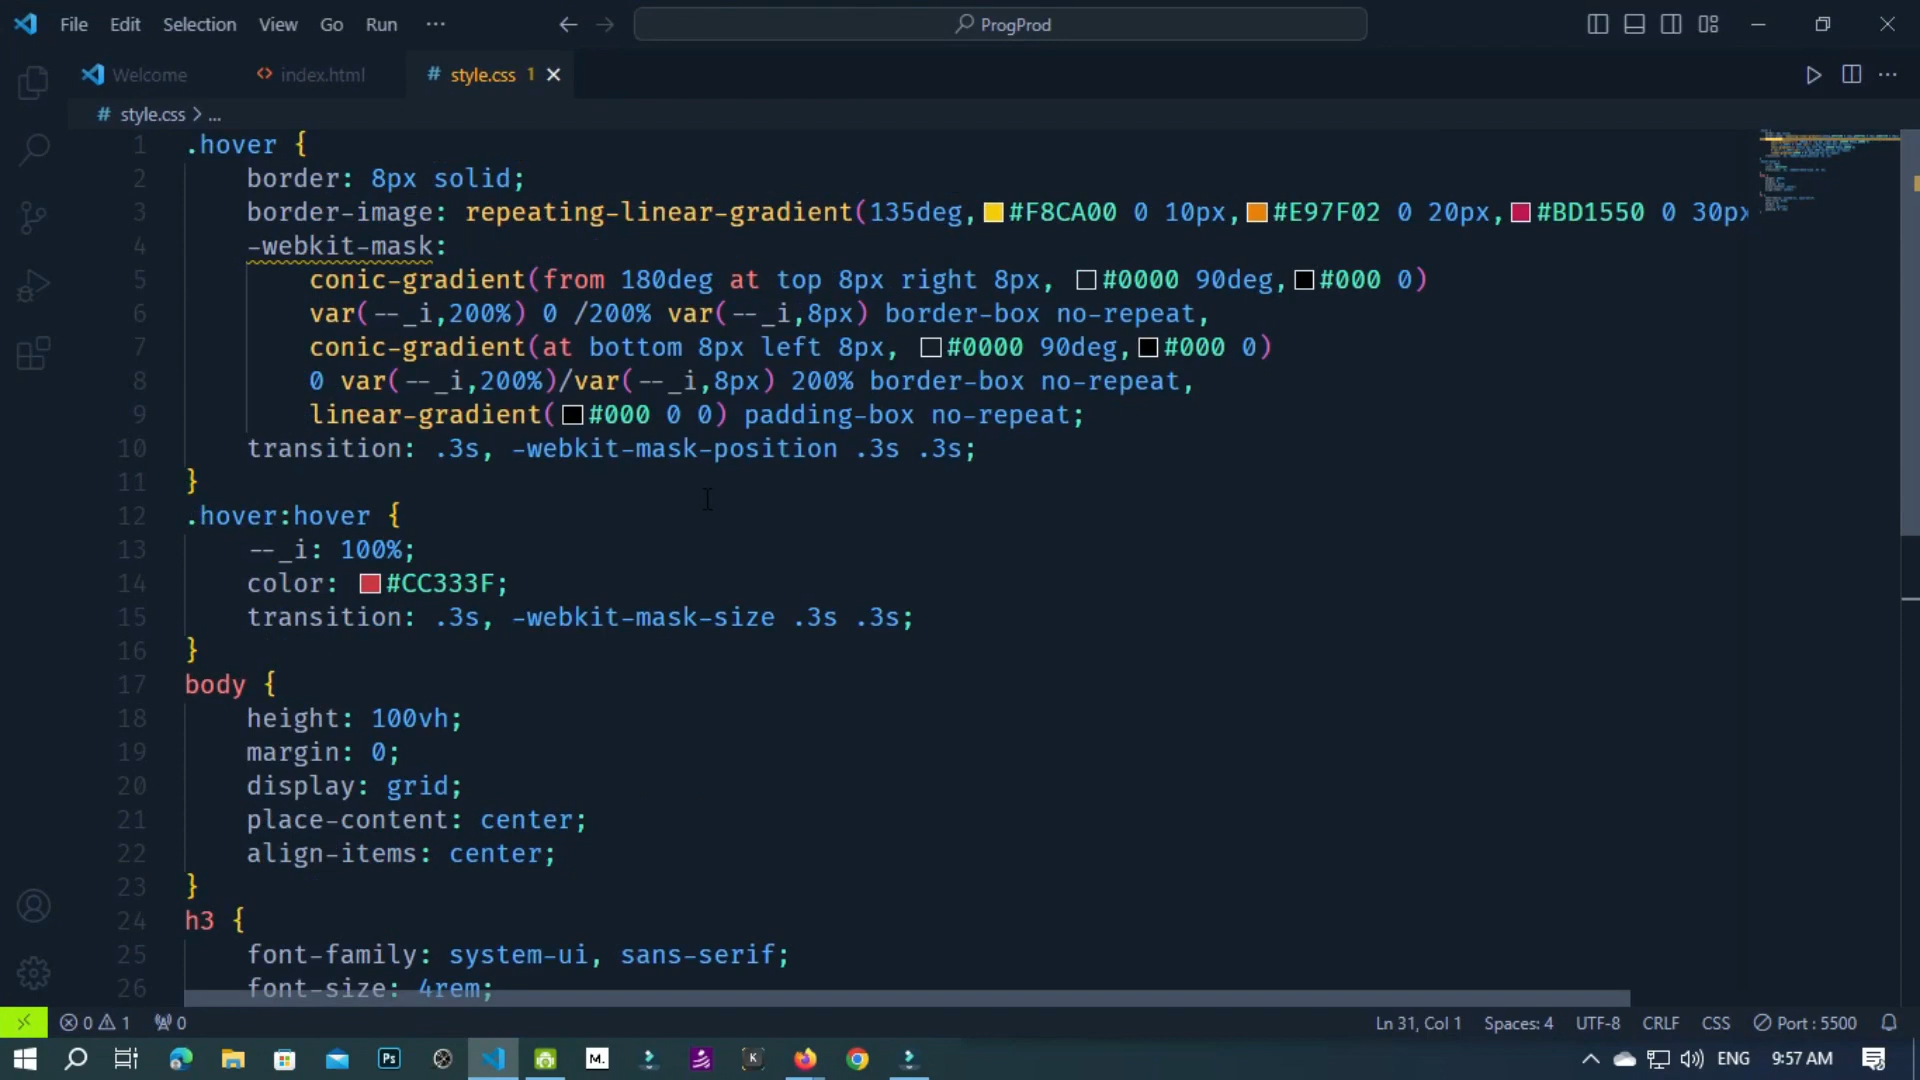 File Edit Selection View Go Run ··· ProgProd
Welcome index.html # style.css 1
# style.css > ...
1 .hover {
2 border: 8px solid;
3 border-image: repeating-linear-gradient(135deg,#F8CA00 0 10px,#E97F02 0 20px,#BD1550 0 30px
4 -webkit-mask:
5 conic-gradient(from 180deg at top 8px right 8px, #0000 90deg,#000 0)
6 var(--_i,200%) 0 /200% var(--_i,8px) border-box no-repeat,
7 conic-gradient(at bottom 8px left 8px, #0000 90deg,#000 0)
8 0 var(--_i,200%)/var(--_i,8px) 200% border-box no-repeat,
9 linear-gradient(#000 0 0) padding-box no-repeat;
10 transition: .3s, -webkit-mask-position .3s .3s;
11 }
12 .hover:hover {
13 --_i: 100%;
14 color: #CC333F;
15 transition: .3s, -webkit-mask-size .3s .3s;
16 }
17 body {
18 height: 100vh;
19 margin: 0;
20 display: grid;
21 place-content: center;
22 align-items: center;
23 }
24 h3 {
25 font-family: system-ui, sans-serif;
26 font-size: 4rem;
0 1 0 Ln 31, Col 1 Spaces: 4 UTF-8 CRLF CSS Port : 5500
Ps M. K ENG 9:57 AM